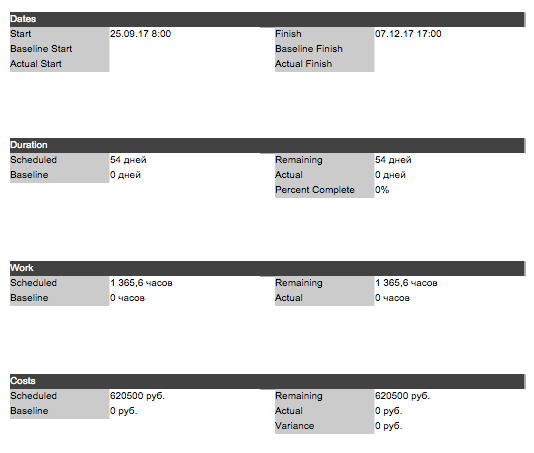 Dates
Start 25.09.17 8:00 Finish 07.12.17 17:00
Baseline Start Baseline Finish
Actual Start Actual Finish
Duration
Scheduled 54 дней Remaining 54 дней
Baseline 0 дней Actual 0 дней
Percent Complete 0%
Work
Scheduled 1 365,6 часов Remaining 1 365,6 часов
Baseline 0 часов Actual 0 часов
Costs
Scheduled 620500 руб. Remaining 620500 руб.
Baseline 0 руб. Actual 0 руб.
Variance 0 руб.